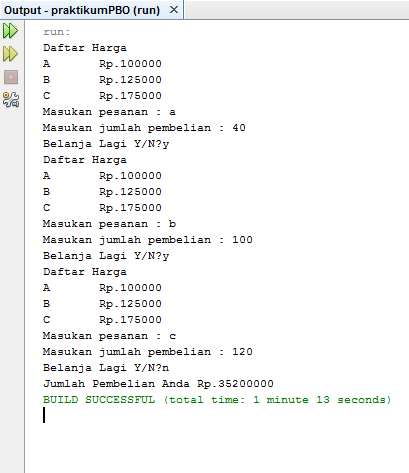 Output - praktikumPBO (run) ×
run:
Daftar Harga
A Rp.100000
B Rp.125000
C Rp.175000
Masukan pesanan : a
Masukan jumlah pembelian : 40
Belanja Lagi Y/N?y
Daftar Harga
A Rp.100000
B Rp.125000
C Rp.175000
Masukan pesanan : b
Masukan jumlah pembelian : 100
Belanja Lagi Y/N?y
Daftar Harga
A Rp.100000
B Rp.125000
C Rp.175000
Masukan pesanan : c
Masukan jumlah pembelian : 120
Belanja Lagi Y/N?n
Jumlah Pembelian Anda Rp.35200000
BUILD SUCCESSFUL (total time: 1 minute 13 seconds)